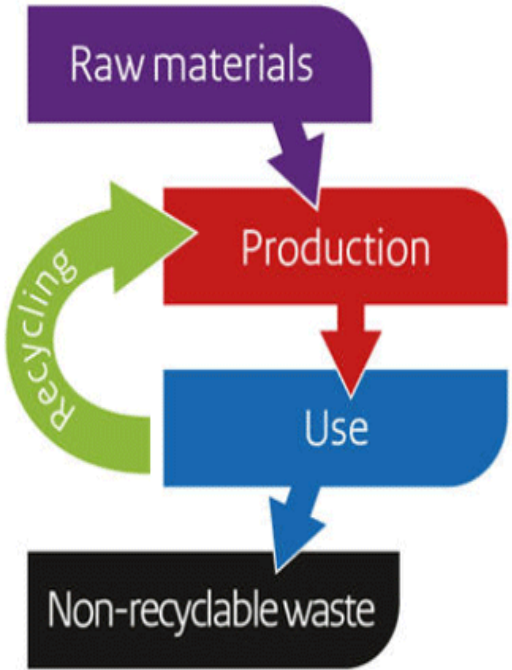 Raw materials
Production
Recycling
Use
Non-recyclable waste